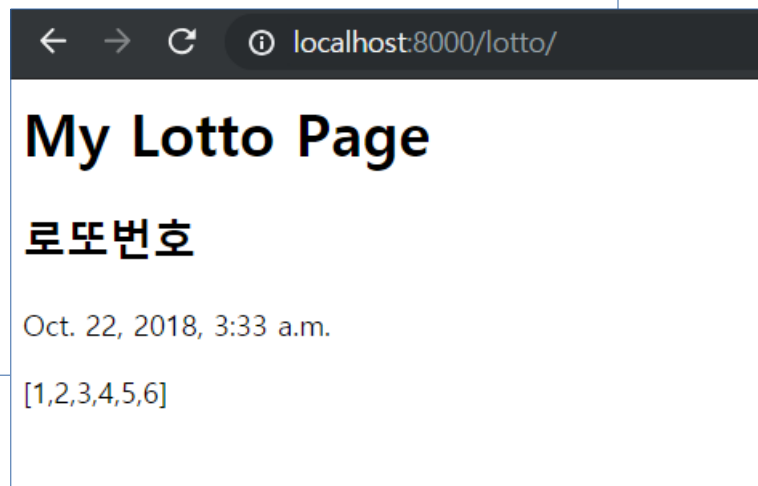 localhost:8000/lotto/
My Lotto Page
로또번호
Oct. 22, 2018, 3:33 a.m.
[1,2,3,4,5,6]